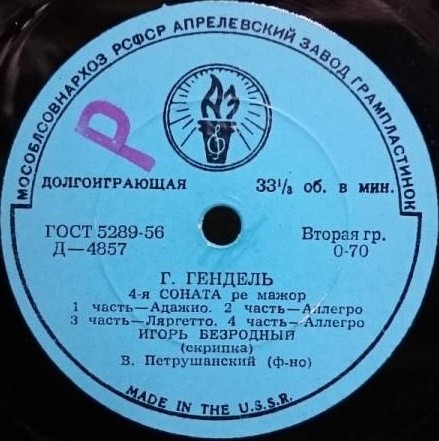 МОСОБЛСОВНАРХОЗ РСФСР АПРЕЛЕВСКИЙ ЗАВОД ГРАМПЛАСТИНОК
АЗ
Р
ДОЛГОИГРАЮЩАЯ 33⅓ об. в мин.
ГОСТ 5289-56 Вторая гр.
Д—4857 0-70
Г. ГЕНДЕЛЬ
4-я СОНАТА ре мажор
1 часть—Адажио. 2 часть—Аллегро
3 часть—Ляргетто. 4 часть—Аллегро
ИГОРЬ БЕЗРОДНЫЙ
(скрипка)
В. Петрушанский (ф-но)
MADE IN THE U.S.S.R.